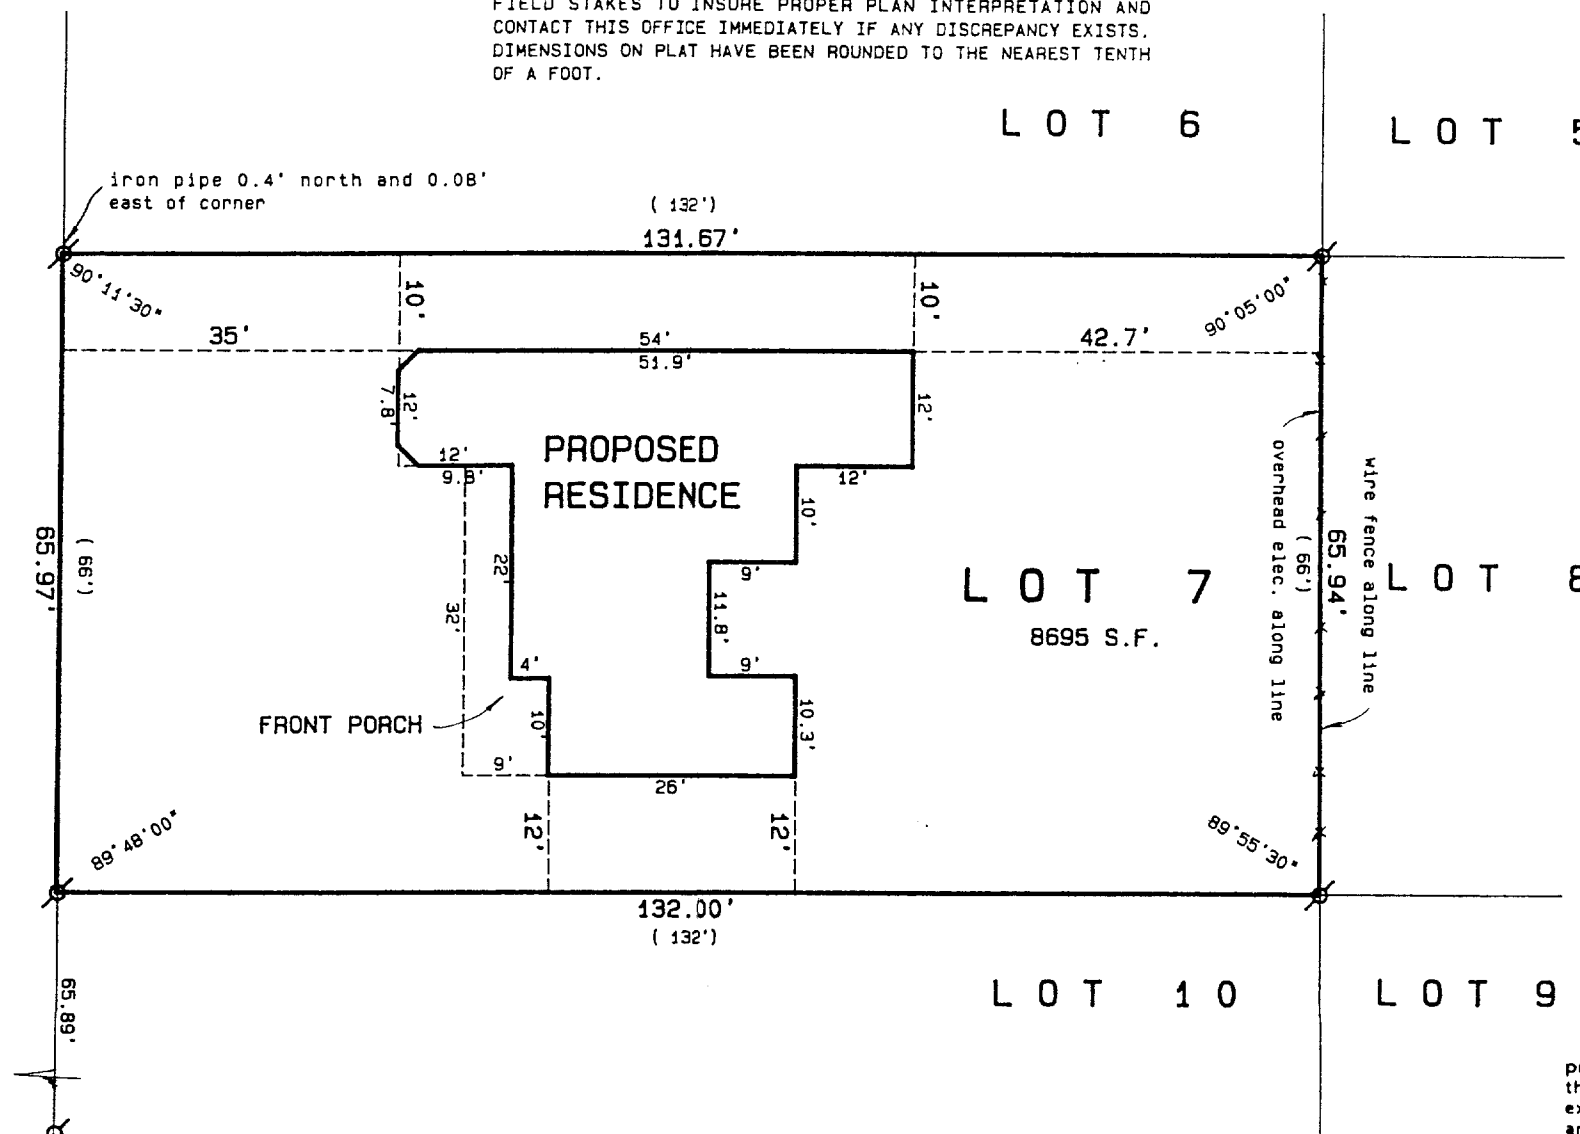 FIELD STAKES TO INSURE PROPER PLAN INTERPRETATION AND
CONTACT THIS OFFICE IMMEDIATELY IF ANY DISCREPANCY EXISTS.
DIMENSIONS ON PLAT HAVE BEEN ROUNDED TO THE NEAREST TENTH
OF A FOOT.
LOT 6
LOT 5
iron pipe 0.4' north and 0.08'
east of corner
( 132')
131.67'
90°11'30"
90°05'00"
10'
10'
35'
54'
51.9'
42.7'
7.8'
12'
12'
12'
9.8'
12'
PROPOSED
RESIDENCE
10'
22'
32'
9'
11.8'
9'
4'
FRONT PORCH
10'
10.3'
9'
26'
12'
12'
LOT 7
8695 S.F.
65.97'
( 66')
overhead elec. along line
( 66')
65.94'
wire fence along line
LOT 8
89°48'00"
89°55'30"
132.00'
( 132')
65.89'
LOT 10
LOT 9